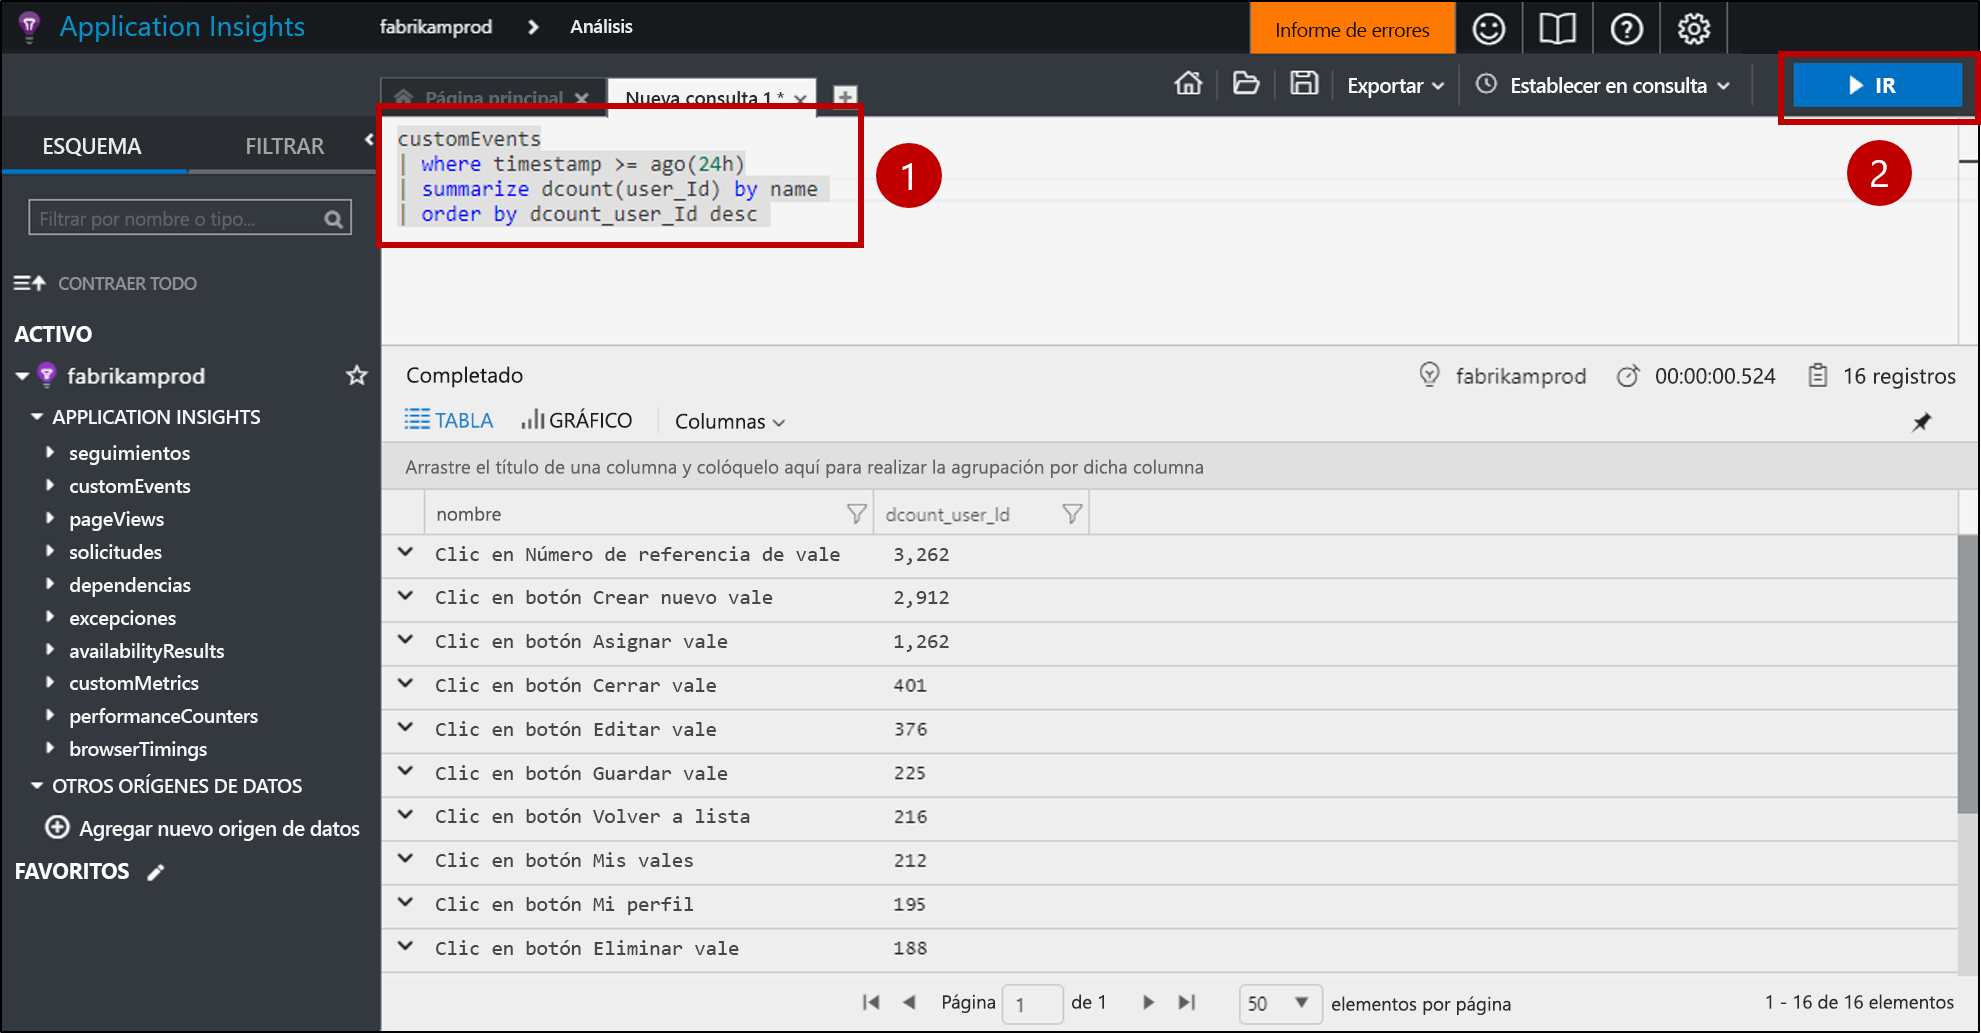 Application Insights
fabrikamprod
Análisis
Informe de errores
Página principal
Nueva consulta 1 *
Exportar
Establecer en consulta
IR
ESQUEMA
FILTRAR
customEvents
| where timestamp >= ago(24h)
| summarize dcount(user_Id) by name
| order by dcount_user_Id desc
1
2
Filtrar por nombre o tipo...
CONTRAER TODO
ACTIVO
fabrikamprod
APPLICATION INSIGHTS
seguimientos
customEvents
pageViews
solicitudes
dependencias
excepciones
availabilityResults
customMetrics
performanceCounters
browserTimings
OTROS ORÍGENES DE DATOS
Agregar nuevo origen de datos
FAVORITOS
Completado
fabrikamprod
00:00:00.524
16 registros
TABLA
GRÁFICO
Columnas
Arrastre el título de una columna y colóquelo aquí para realizar la agrupación por dicha columna
nombre
dcount_user_Id
Clic en Número de referencia de vale 3,262
Clic en botón Crear nuevo vale 2,912
Clic en botón Asignar vale 1,262
Clic en botón Cerrar vale 401
Clic en botón Editar vale 376
Clic en botón Guardar vale 225
Clic en botón Volver a lista 216
Clic en botón Mis vales 212
Clic en botón Mi perfil 195
Clic en botón Eliminar vale 188
Página 1 de 1
50 elementos por página
1 - 16 de 16 elementos